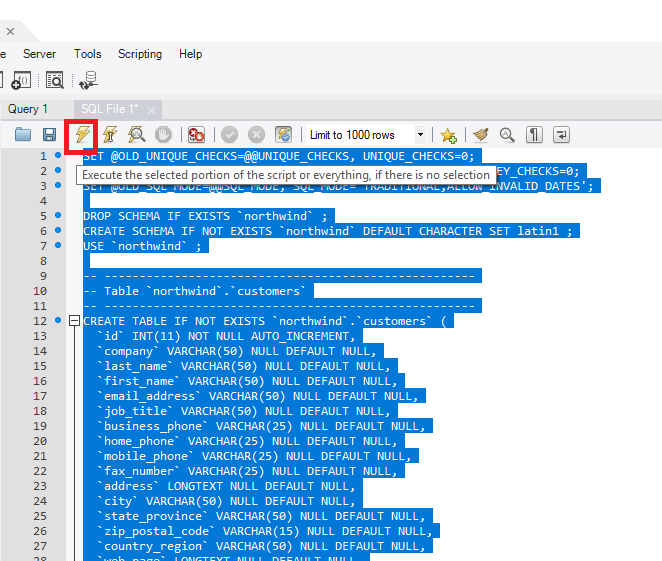 e Server Tools Scripting Help
Query 1 SQL File 1*
Limit to 1000 rows
1 SET @OLD_UNIQUE_CHECKS=@@UNIQUE_CHECKS, UNIQUE_CHECKS=0;
2 EY_CHECKS=0;
Execute the selected portion of the script or everything, if there is no selection
3 SET @OLD_SQL_MODE=@@SQL_MODE, SQL_MODE='TRADITIONAL,ALLOW_INVALID_DATES';
4
5 DROP SCHEMA IF EXISTS `northwind` ;
6 CREATE SCHEMA IF NOT EXISTS `northwind` DEFAULT CHARACTER SET latin1 ;
7 USE `northwind` ;
8
9 -- -----------------------------------------------------
10 -- Table `northwind`.`customers`
11 -- -----------------------------------------------------
12 CREATE TABLE IF NOT EXISTS `northwind`.`customers` (
13 `id` INT(11) NOT NULL AUTO_INCREMENT,
14 `company` VARCHAR(50) NULL DEFAULT NULL,
15 `last_name` VARCHAR(50) NULL DEFAULT NULL,
16 `first_name` VARCHAR(50) NULL DEFAULT NULL,
17 `email_address` VARCHAR(50) NULL DEFAULT NULL,
18 `job_title` VARCHAR(50) NULL DEFAULT NULL,
19 `business_phone` VARCHAR(25) NULL DEFAULT NULL,
20 `home_phone` VARCHAR(25) NULL DEFAULT NULL,
21 `mobile_phone` VARCHAR(25) NULL DEFAULT NULL,
22 `fax_number` VARCHAR(25) NULL DEFAULT NULL,
23 `address` LONGTEXT NULL DEFAULT NULL,
24 `city` VARCHAR(50) NULL DEFAULT NULL,
25 `state_province` VARCHAR(50) NULL DEFAULT NULL,
26 `zip_postal_code` VARCHAR(15) NULL DEFAULT NULL,
27 `country_region` VARCHAR(50) NULL DEFAULT NULL,
28 `web_page` LONGTEXT NULL DEFAULT NULL,